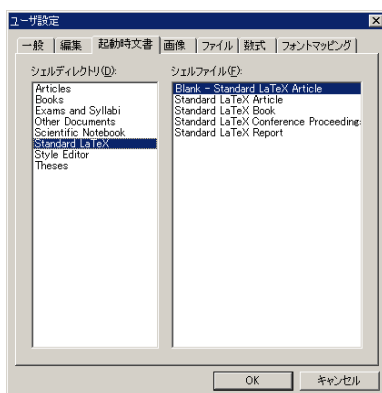 ユーザ設定
一般 編集 起動時文書 画像 ファイル 数式 フォントマッピング
シェルディレクトリ(D):
Articles
Books
Exams and Syllabi
Other Documents
Scientific Notebook
Standard LaTeX
Style Editor
Theses
シェルファイル(F):
Blank - Standard LaTeX Article
Standard LaTeX Article
Standard LaTeX Book
Standard LaTeX Conference Proceedings
Standard LaTeX Report
OK キャンセル